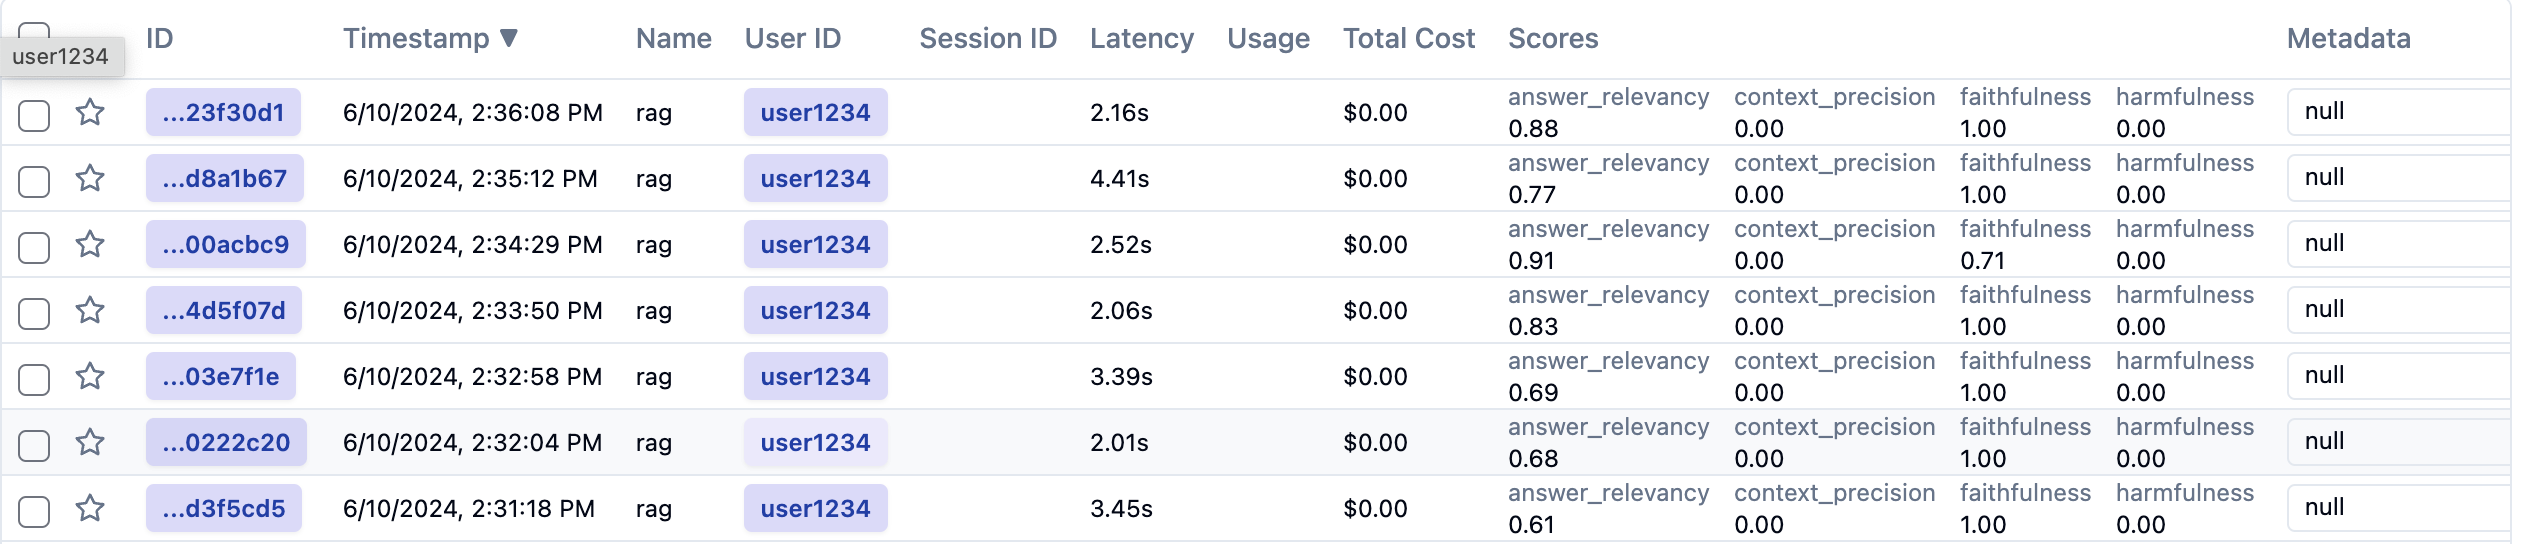 ID Timestamp ▼ Name User ID Session ID Latency Usage Total Cost Scores Metadata
user1234
...23f30d1 6/10/2024, 2:36:08 PM rag user1234 2.16s $0.00 answer_relevancy context_precision faithfulness harmfulness null
0.88 0.00 1.00 0.00
...d8a1b67 6/10/2024, 2:35:12 PM rag user1234 4.41s $0.00 answer_relevancy context_precision faithfulness harmfulness null
0.77 0.00 1.00 0.00
...00acbc9 6/10/2024, 2:34:29 PM rag user1234 2.52s $0.00 answer_relevancy context_precision faithfulness harmfulness null
0.91 0.00 0.71 0.00
...4d5f07d 6/10/2024, 2:33:50 PM rag user1234 2.06s $0.00 answer_relevancy context_precision faithfulness harmfulness null
0.83 0.00 1.00 0.00
...03e7f1e 6/10/2024, 2:32:58 PM rag user1234 3.39s $0.00 answer_relevancy context_precision faithfulness harmfulness null
0.69 0.00 1.00 0.00
...0222c20 6/10/2024, 2:32:04 PM rag user1234 2.01s $0.00 answer_relevancy context_precision faithfulness harmfulness null
0.68 0.00 1.00 0.00
...d3f5cd5 6/10/2024, 2:31:18 PM rag user1234 3.45s $0.00 answer_relevancy context_precision faithfulness harmfulness null
0.61 0.00 1.00 0.00